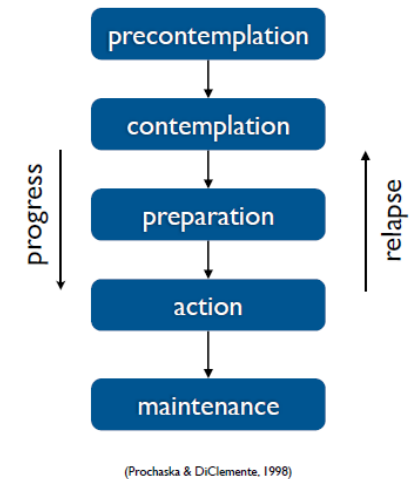 precontemplation
contemplation
progress
preparation
relapse
action
maintenance
(Prochaska & DiClemente, 1998)